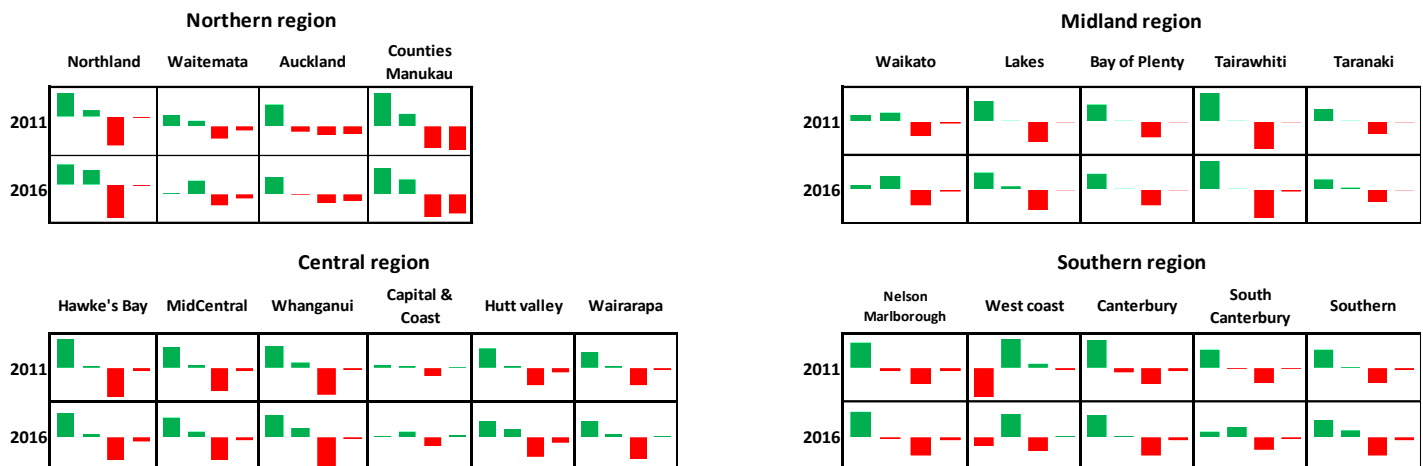 Northern region
Northland Waitemata Auckland Counties Manukau
2011
2016
Midland region
Waikato Lakes Bay of Plenty Tairawhiti Taranaki
2011
2016
Central region
Hawke's Bay MidCentral Whanganui Capital & Coast Hutt valley Wairarapa
2011
2016
Southern region
Nelson Marlborough West coast Canterbury South Canterbury Southern
2011
2016